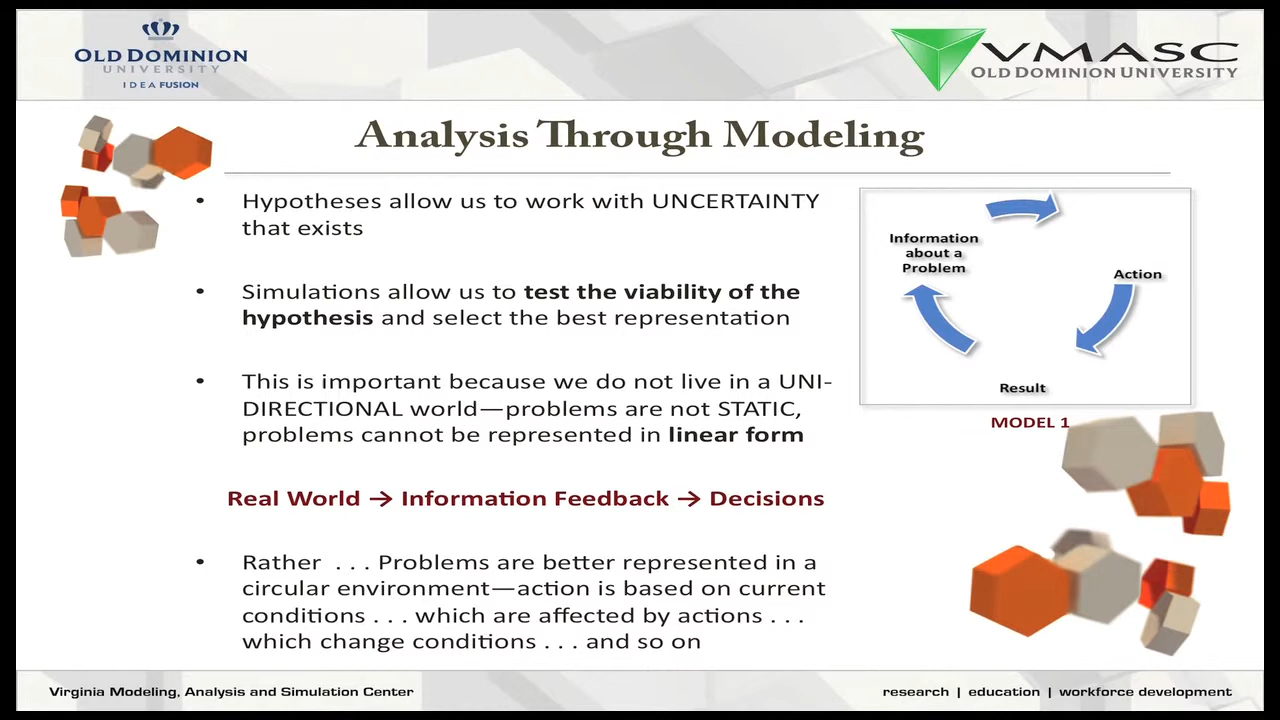 OLD DOMINION
UNIVERSITY
IDEA FUSION
VMASC
OLD DOMINION UNIVERSITY
Analysis Through Modeling
• Hypotheses allow us to work with UNCERTAINTY
that exists
• Simulations allow us to test the viability of the
hypothesis and select the best representation
• This is important because we do not live in a UNI-
DIRECTIONAL world—problems are not STATIC,
problems cannot be represented in linear form
Real World → Information Feedback → Decisions
• Rather . . . Problems are better represented in a
circular environment—action is based on current
conditions . . . which are affected by actions . . .
which change conditions . . . and so on
Information
about a
Problem
Action
Result
MODEL 1
Virginia Modeling, Analysis and Simulation Center
research | education | workforce development